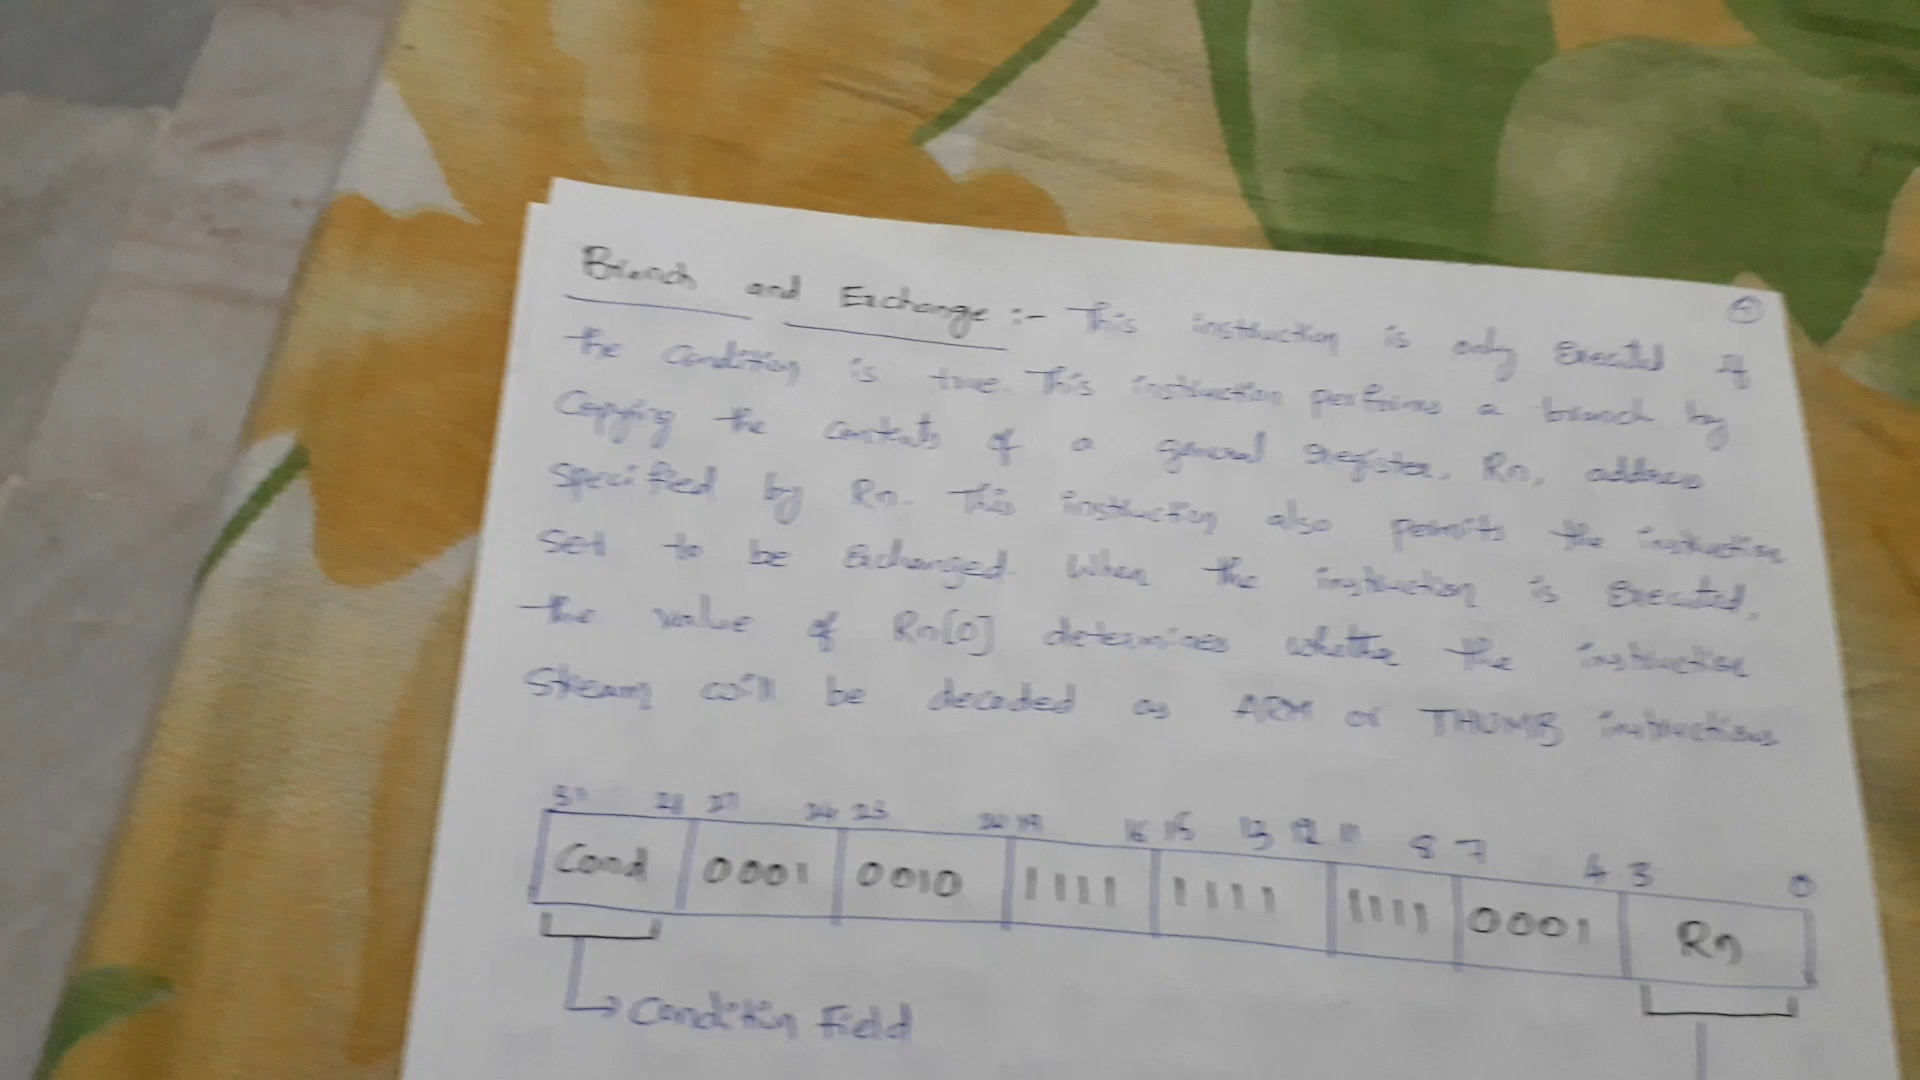 Branch and Exchange :- This instruction is only Executed if
the condition is true. This instruction performs a branch by
Copying the contents of a general register, Rn, address
specified by Rn. This instruction also permits the instruction
set to be Exchanged. When the instruction is Executed,
the value of Rn[0] determines whether the instruction
Stream will be decoded as ARM or THUMB instructions
31 28 27 24 23 20 19 16 15 13 12 11 8 7 4 3 0
Cond 0001 0010 1111 1111 1111 0001 Rn
Condition Field